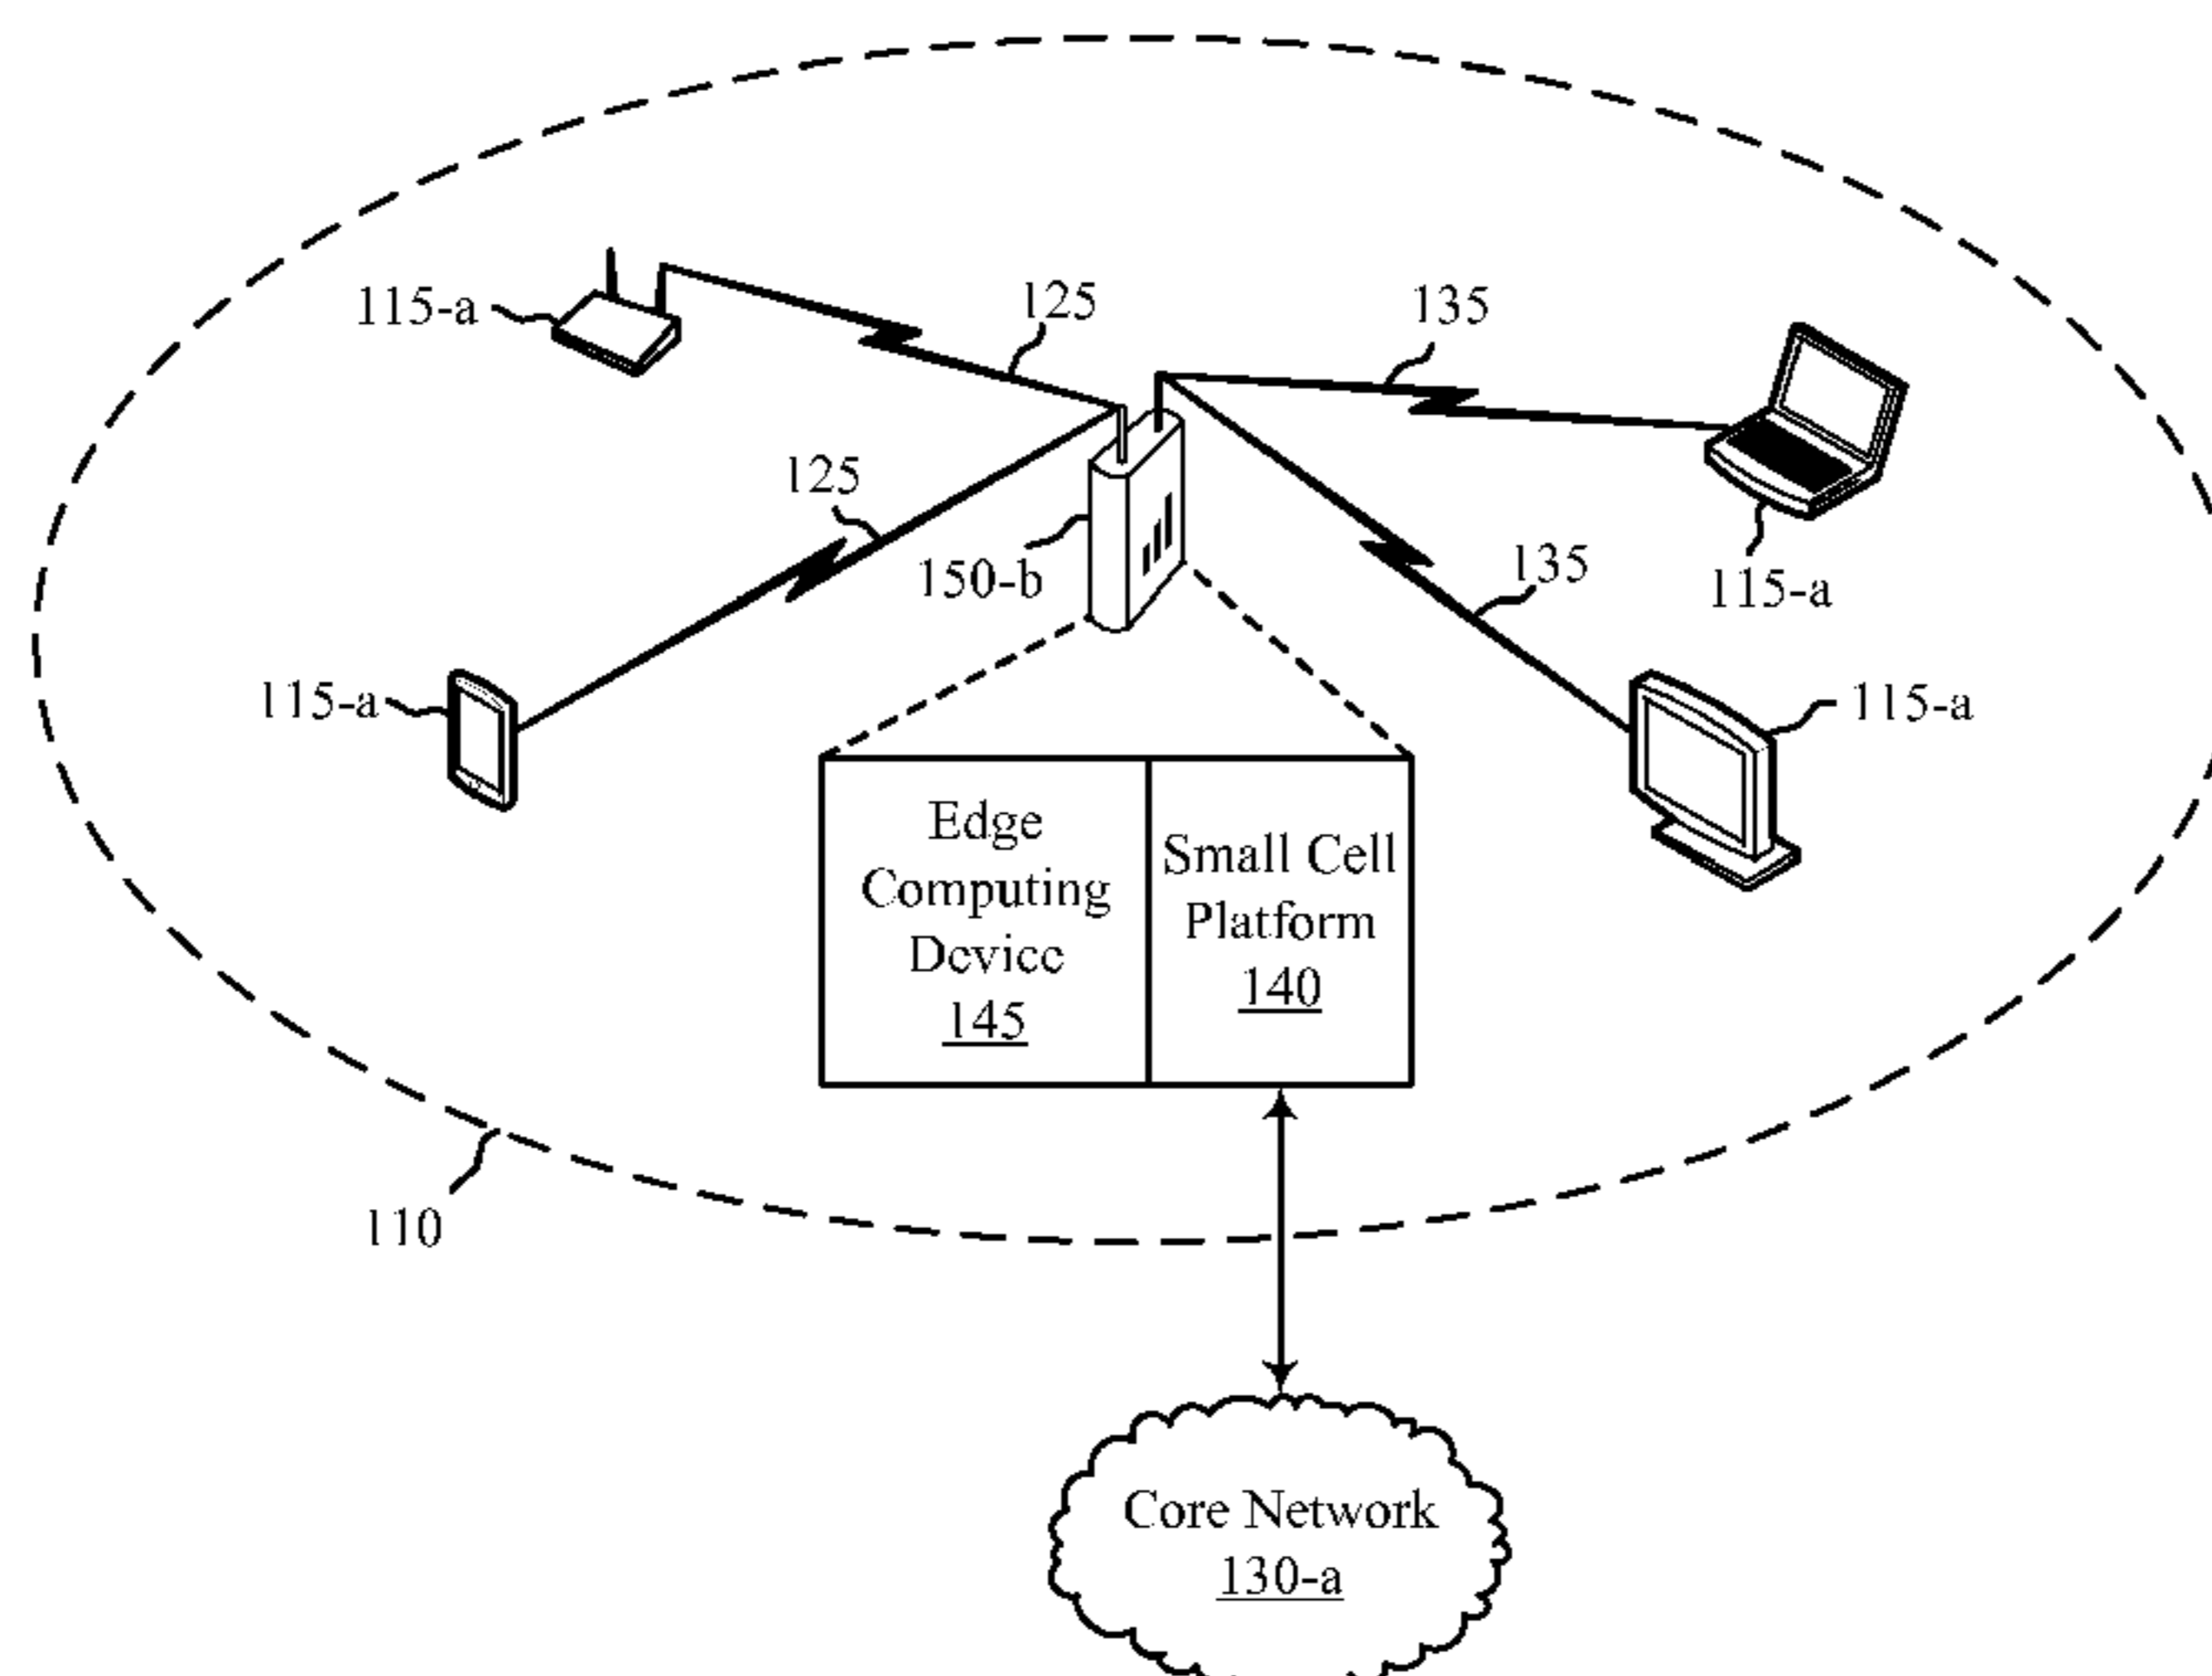 115-a
125
135
125
150-b
135
115-a
115-a
115-a
Edge
Computing
Device
145
Small Cell
Platform
140
110
Core Network
130-a